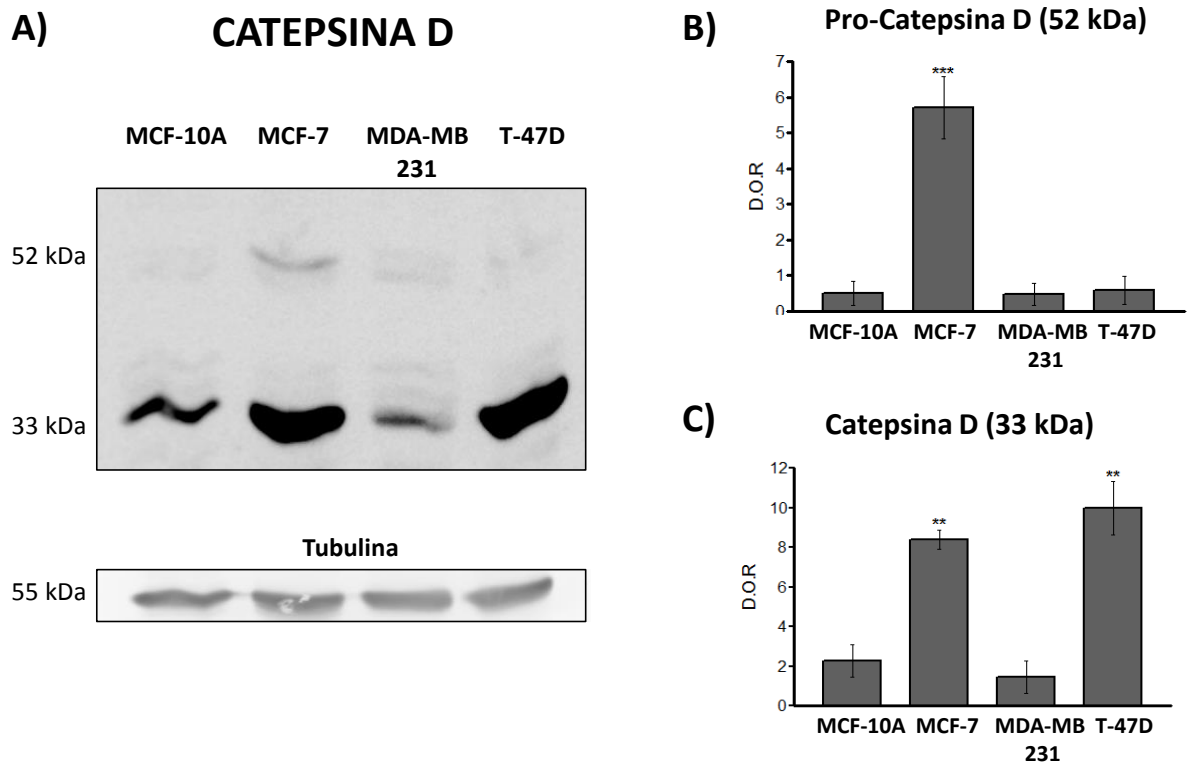 A)
CATEPSINA D
MCF-10A MCF-7 MDA-MB T-47D
231
52 kDa
33 kDa
Tubulina
55 kDa
B)
Pro-Catepsina D (52 kDa)
7
6
5
4
3
2
1
0
D.O.R
***
MCF-10A MCF-7 MDA-MB T-47D
231
C)
Catepsina D (33 kDa)
12
10
8
6
4
2
0
D.O.R
**
**
MCF-10A MCF-7 MDA-MB T-47D
231